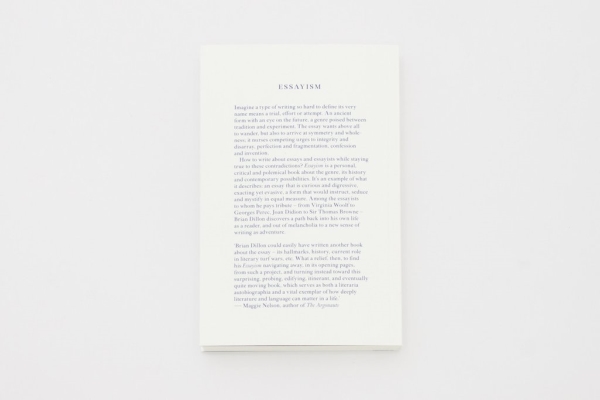 ESSAYISM
Imagine a type of writing so hard to define its very
name means a trial, effort or attempt. An ancient
form with an eye on the future, a genre poised between
tradition and experiment. The essay wants above all
to wander, but also to arrive at symmetry and whole-
ness; it nurses competing urges to integrity and
disarray, perfection and fragmentation, confession
and invention.
How to write about essays and essayists while staying
true to these contradictions? Essayism is a personal,
critical and polemical book about the genre, its history
and contemporary possibilities. It's an example of what
it describes: an essay that is curious and digressive,
exacting yet evasive, a form that would instruct, seduce
and mystify in equal measure. Among the essayists
to whom he pays tribute – from Virginia Woolf to
Georges Perec, Joan Didion to Sir Thomas Browne –
Brian Dillon discovers a path back into his own life
as a reader, and out of melancholia to a new sense of
writing as adventure.
'Brian Dillon could easily have written another book
about the essay – its hallmarks, history, current role
in literary turf wars, etc. What a relief, then, to find
his Essayism navigating away, in its opening pages,
from such a project, and turning instead toward this
surprising, probing, edifying, itinerant, and eventually
quite moving book, which serves as both a literaria
autobiographia and a vital exemplar of how deeply
literature and language can matter in a life.'
— Maggie Nelson, author of The Argonauts